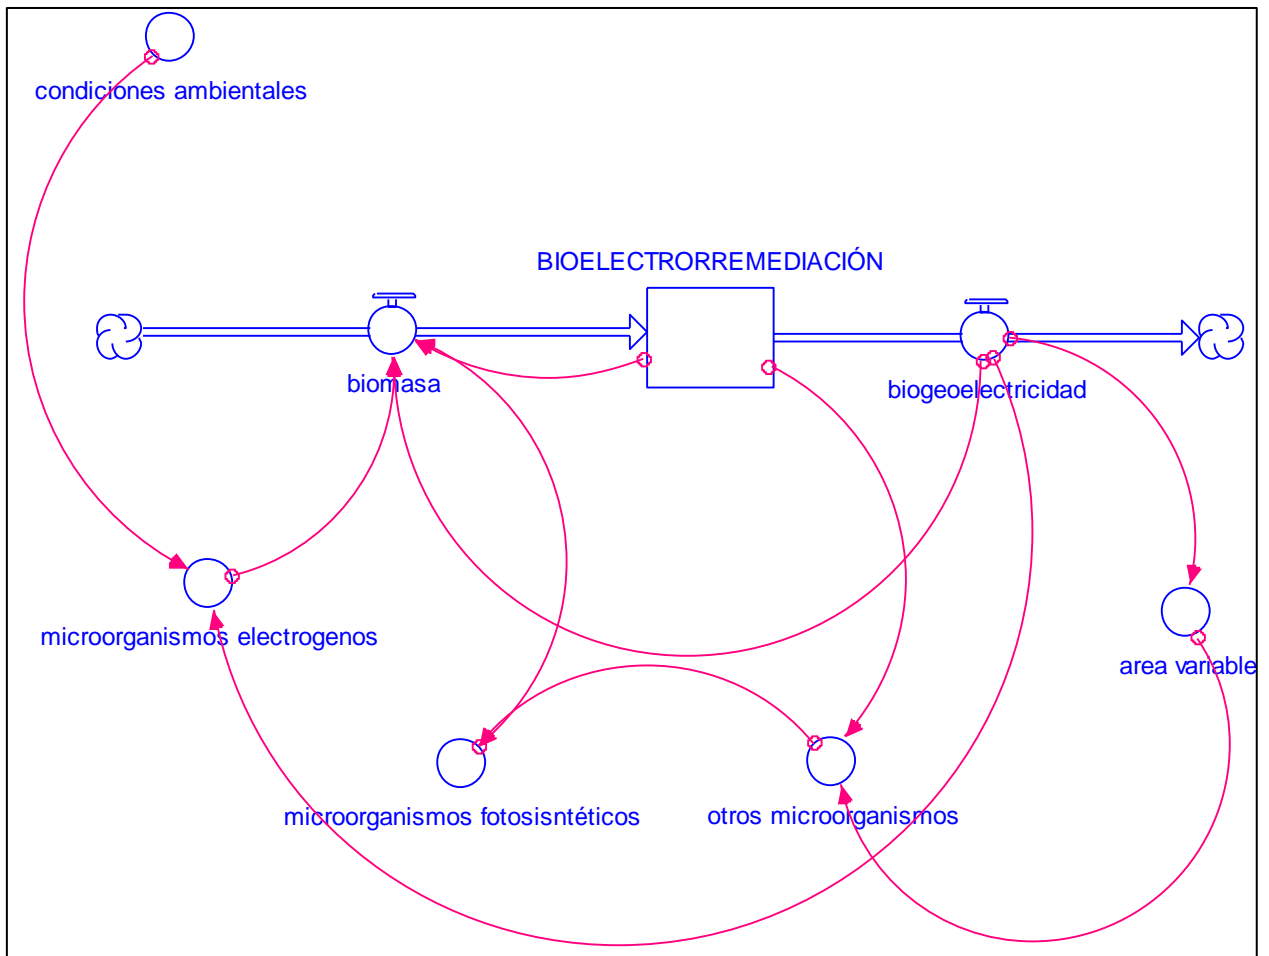 condiciones ambientales
BIOELECTRORREMEDIACIÓN
biomasa
biogeoelectricidad
microorganismos electrogenos
area variable
microorganismos fotosisntéticos
otros microorganismos